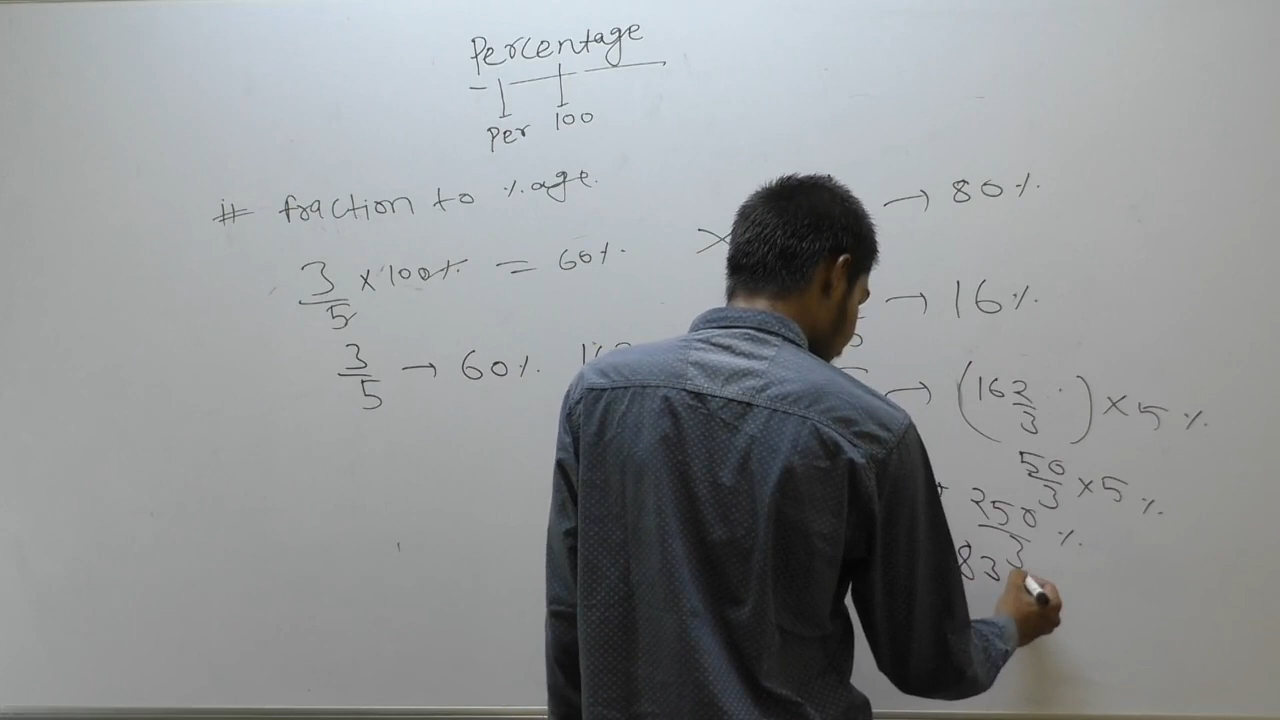 Percentage
Per 100
# fraction to %age.
3/5 × 100% = 60%.
3/5 → 60%.
→ 80%.
→ 16%.
→ (16 2/3) × 5%.
50/3 × 5%.
250/3 %.
83